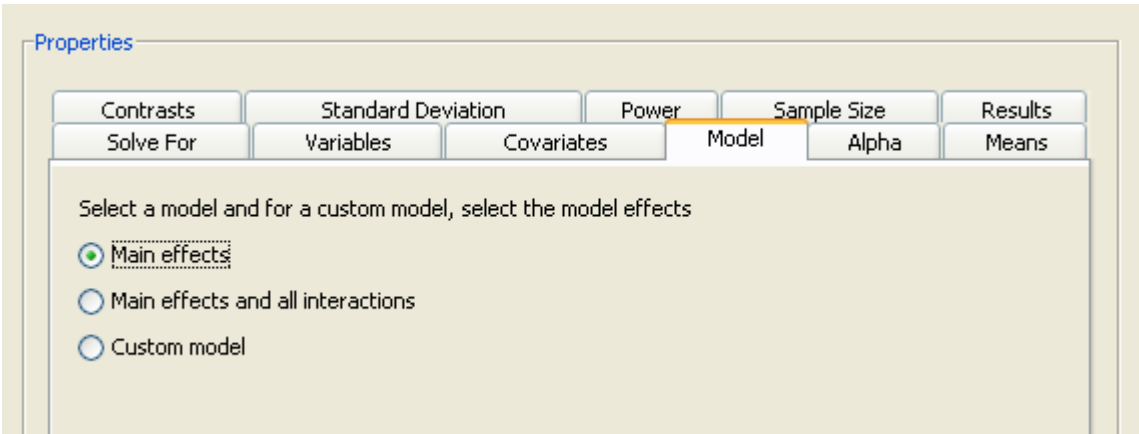 Properties
Contrasts Standard Deviation Power Sample Size Results
Solve For Variables Covariates Model Alpha Means
Select a model and for a custom model, select the model effects
Main effects
Main effects and all interactions
Custom model